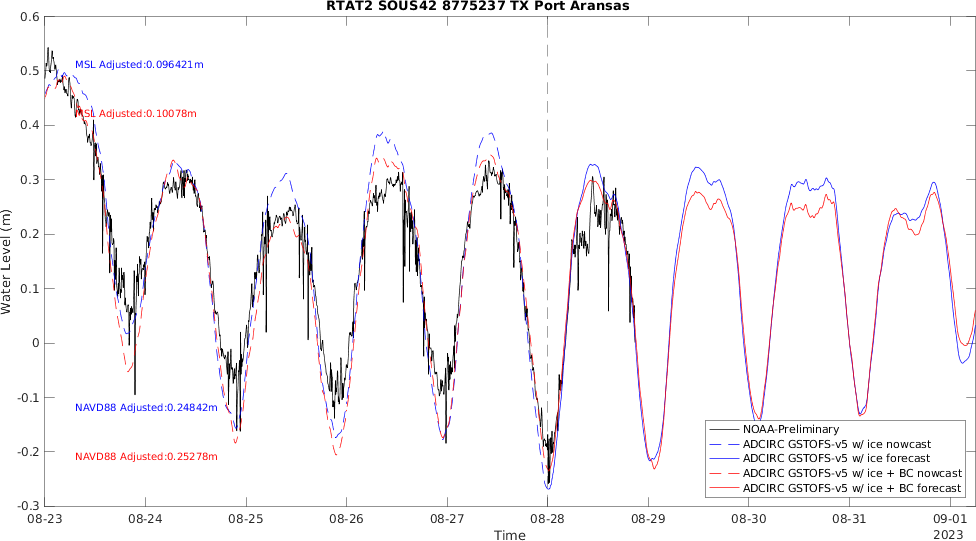 RTAT2 SOUS42 8775237 TX Port Aransas
0.6
0.5
0.4
0.3
0.2
0.1
0
-0.1
-0.2
-0.3
Water Level (m)
MSL Adjusted:0.096421m
MSL Adjusted:0.10078m
NAVD88 Adjusted:0.24842m
NAVD88 Adjusted:0.25278m
NOAA-Preliminary
ADCIRC GSTOFS-v5 w/ ice nowcast
ADCIRC GSTOFS-v5 w/ ice forecast
ADCIRC GSTOFS-v5 w/ice + BC nowcast
ADCIRC GSTOFS-v5 w/ice + BC forecast
08-23 08-24 08-25 08-26 08-27 08-28 08-29 08-30 08-31 09-01
2023
Time